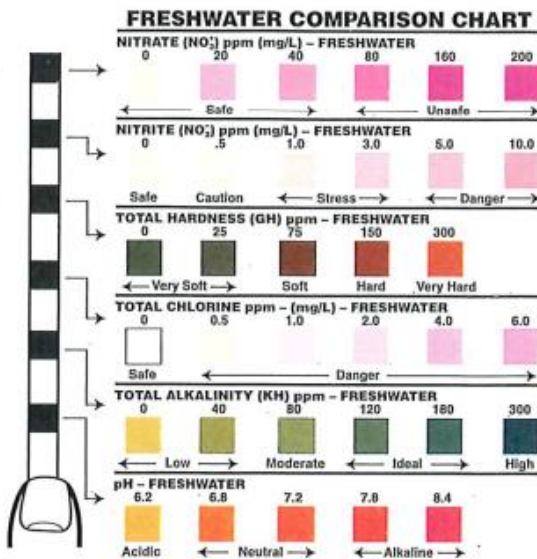 FRESHWATER COMPARISON CHART
NITRATE (NO₃⁻) ppm (mg/L) – FRESHWATER
0 20 40 80 160 200
Safe Unsafe
NITRITE (NO₂⁻) ppm (mg/L) – FRESHWATER
0 .5 1.0 3.0 5.0 10.0
Safe Caution Stress Danger
TOTAL HARDNESS (GH) ppm – FRESHWATER
0 25 75 150 300
Very Soft Soft Hard Very Hard
TOTAL CHLORINE ppm – (mg/L) – FRESHWATER
0 0.5 1.0 2.0 4.0 6.0
Safe Danger
TOTAL ALKALINITY (KH) ppm – FRESHWATER
0 40 80 120 180 300
Low Moderate Ideal High
pH – FRESHWATER
6.2 6.8 7.2 7.8 8.4
Acidic Neutral Alkaline